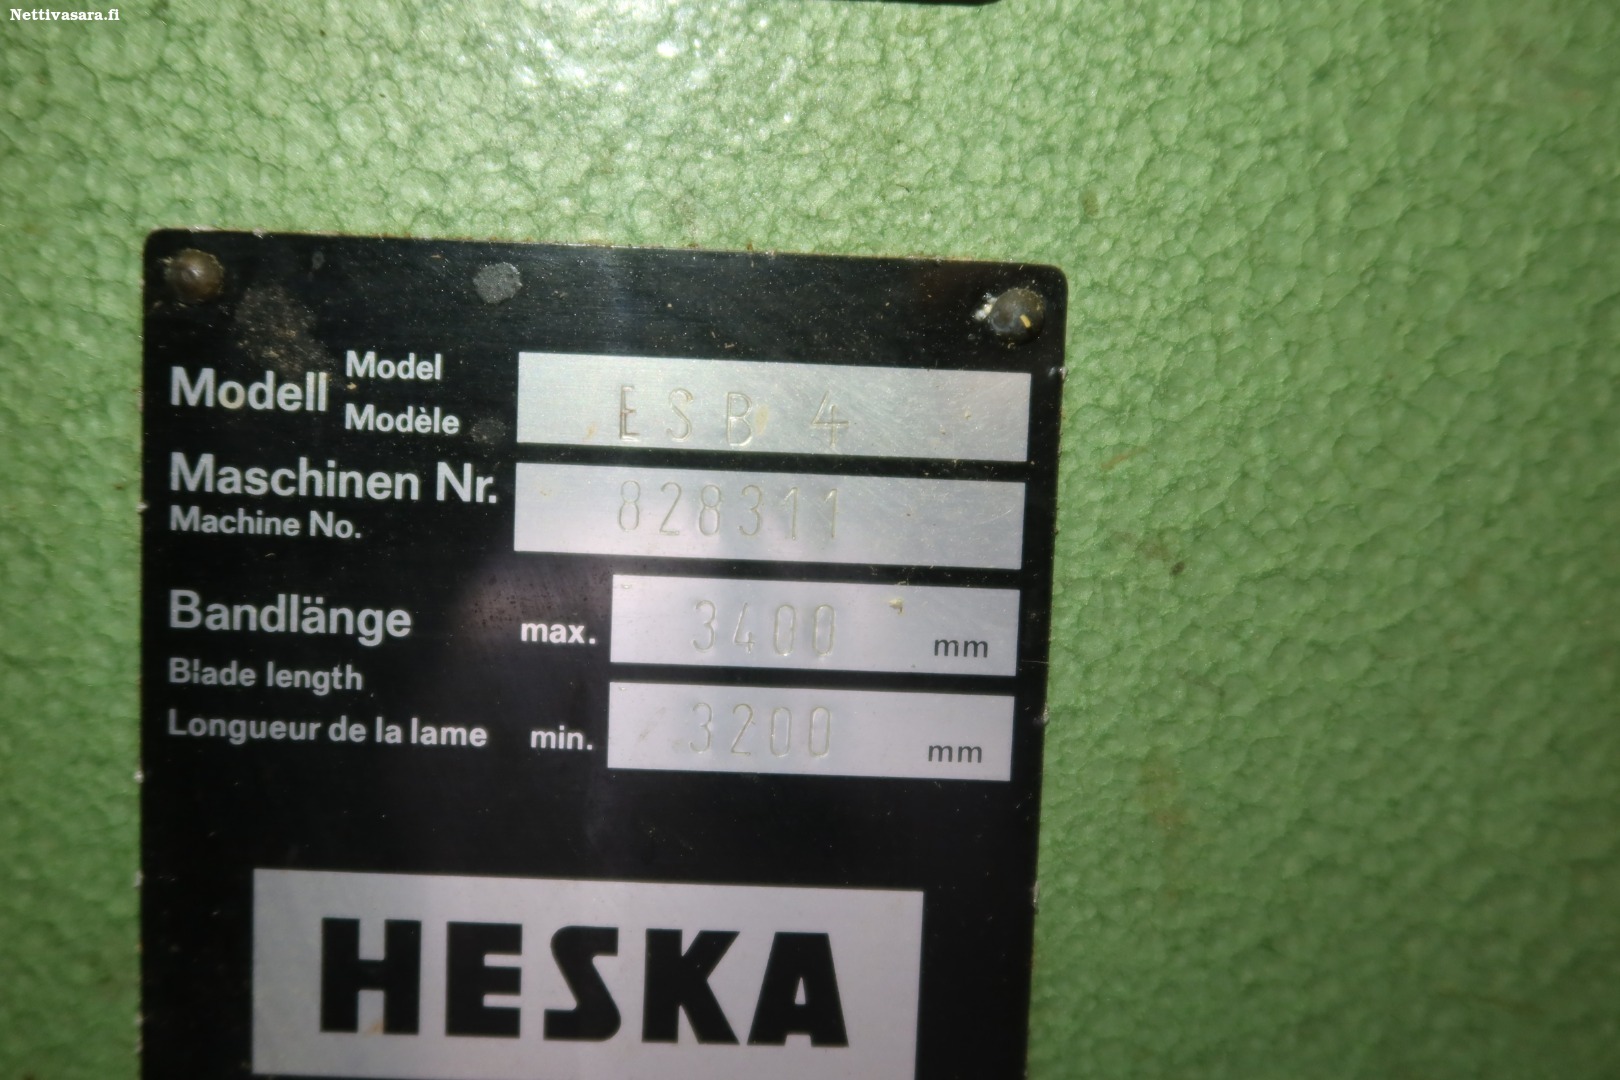 Nettivasara.fi
Modell Model Modèle ESB 4
Maschinen Nr. 828311
Machine No.
Bandlänge max. 3400 mm
Blade length
Longueur de la lame min. 3200 mm
HESKA